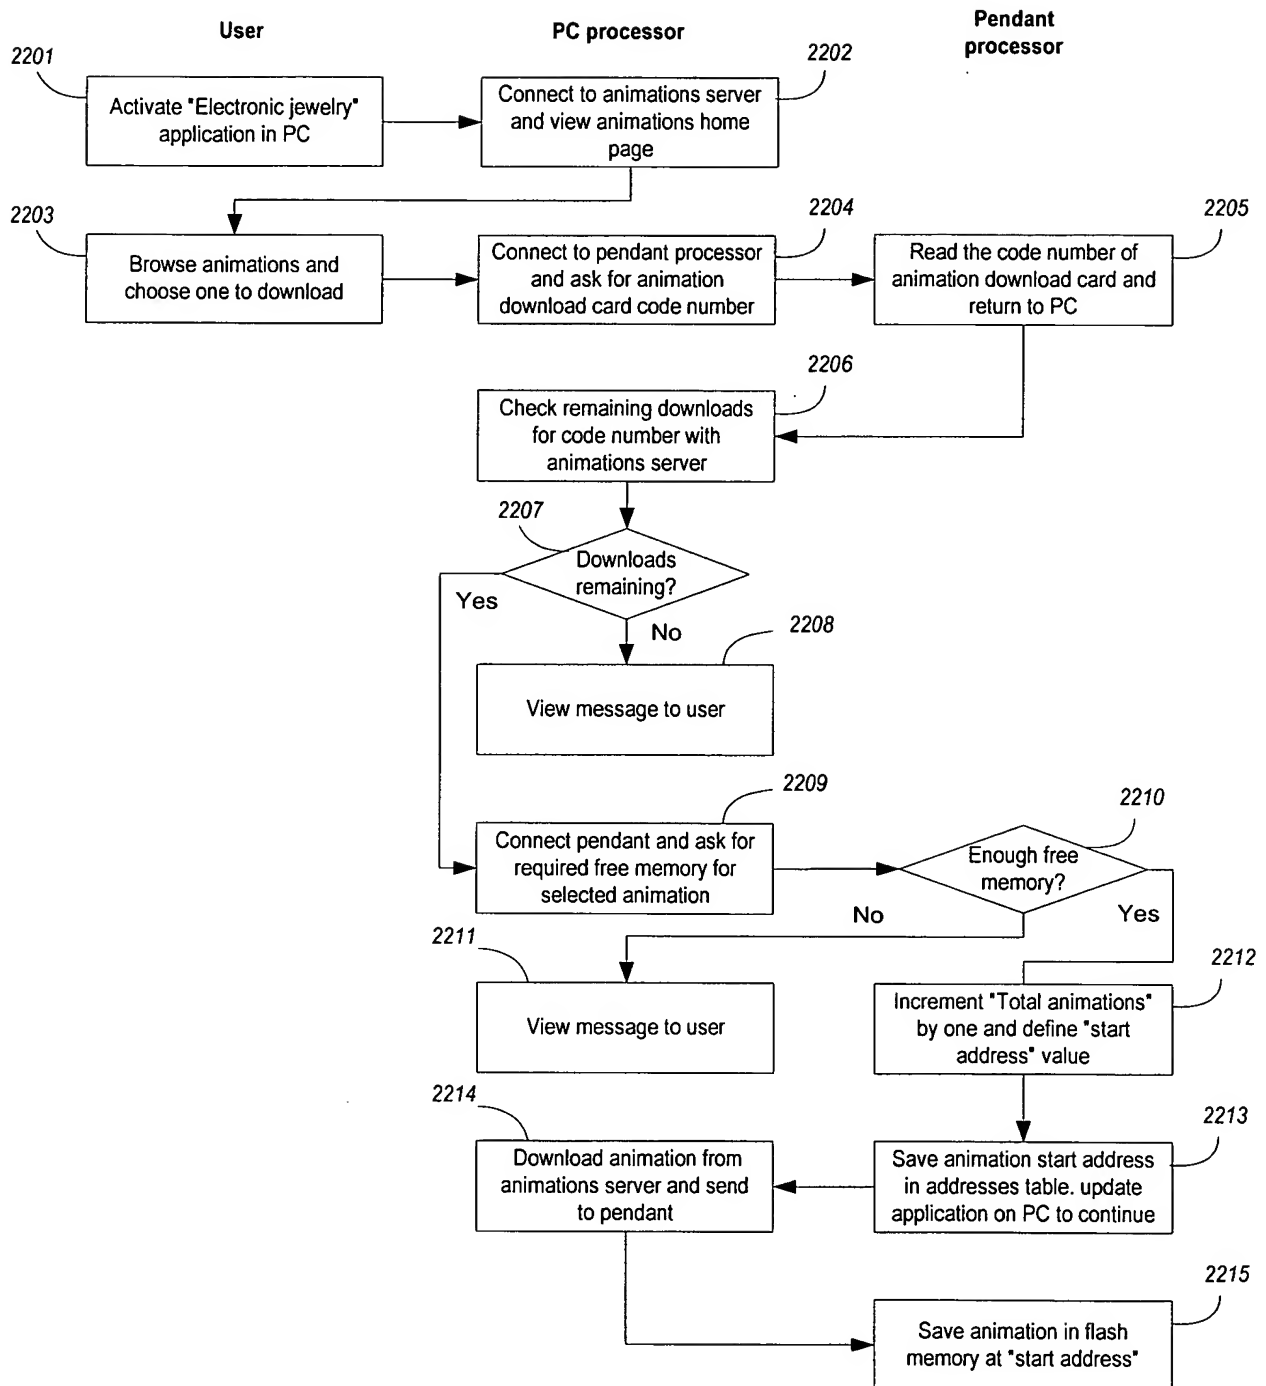 User
PC processor
Pendant
processor
2201
2202
Activate "Electronic jewelry"
application in PC
Connect to animations server
and view animations home
page
2203
2204
2205
Browse animations and
choose one to download
Connect to pendant processor
and ask for animation
download card code number
Read the code number of
animation download card and
return to PC
2206
Check remaining downloads
for code number with
animations server
2207
Downloads
remaining?
Yes
No
2208
View message to user
2209
2210
Connect pendant and ask for
required free memory for
selected animation
Enough free
memory?
No
Yes
2211
2212
View message to user
Increment "Total animations"
by one and define "start
address" value
2214
2213
Download animation from
animations server and send
to pendant
Save animation start address
in addresses table. update
application on PC to continue
2215
Save animation in flash
memory at "start address"